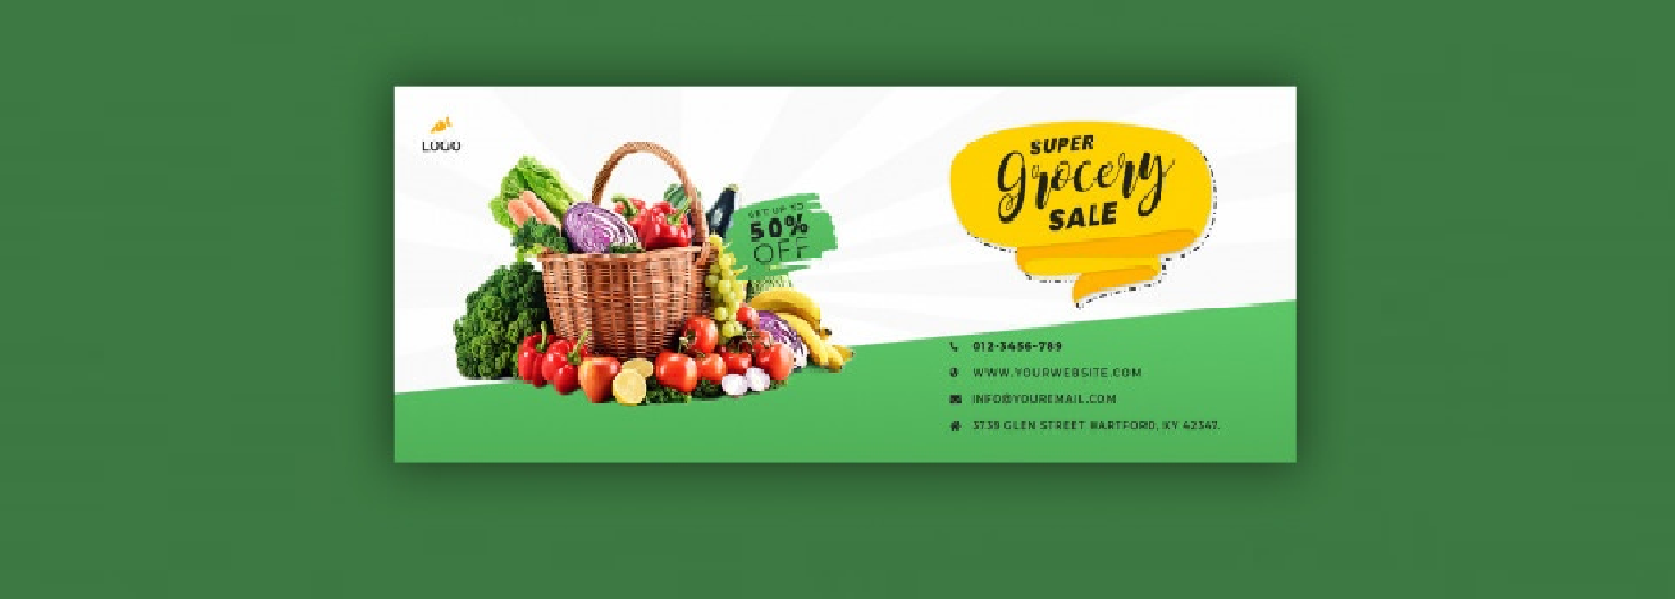 LOGO
GET UP TO
50%
OFF
SUPER
Grocery
SALE
012-3456-789
WWW.YOURWEBSITE.COM
INFO@YOUREMAIL.COM
3739 GLEN STREET HARTFORD, KY 42347.